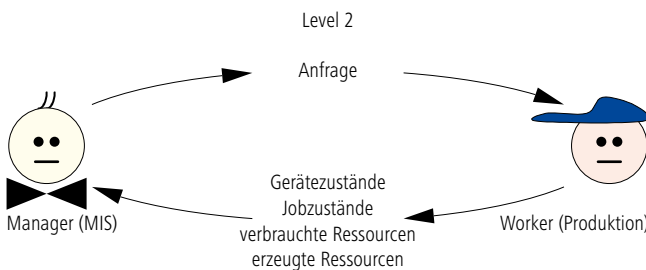 Level 2
Anfrage
Gerätezustände
Jobzustände
verbrauchte Ressourcen
erzeugte Ressourcen
Manager (MIS)
Worker (Produktion)